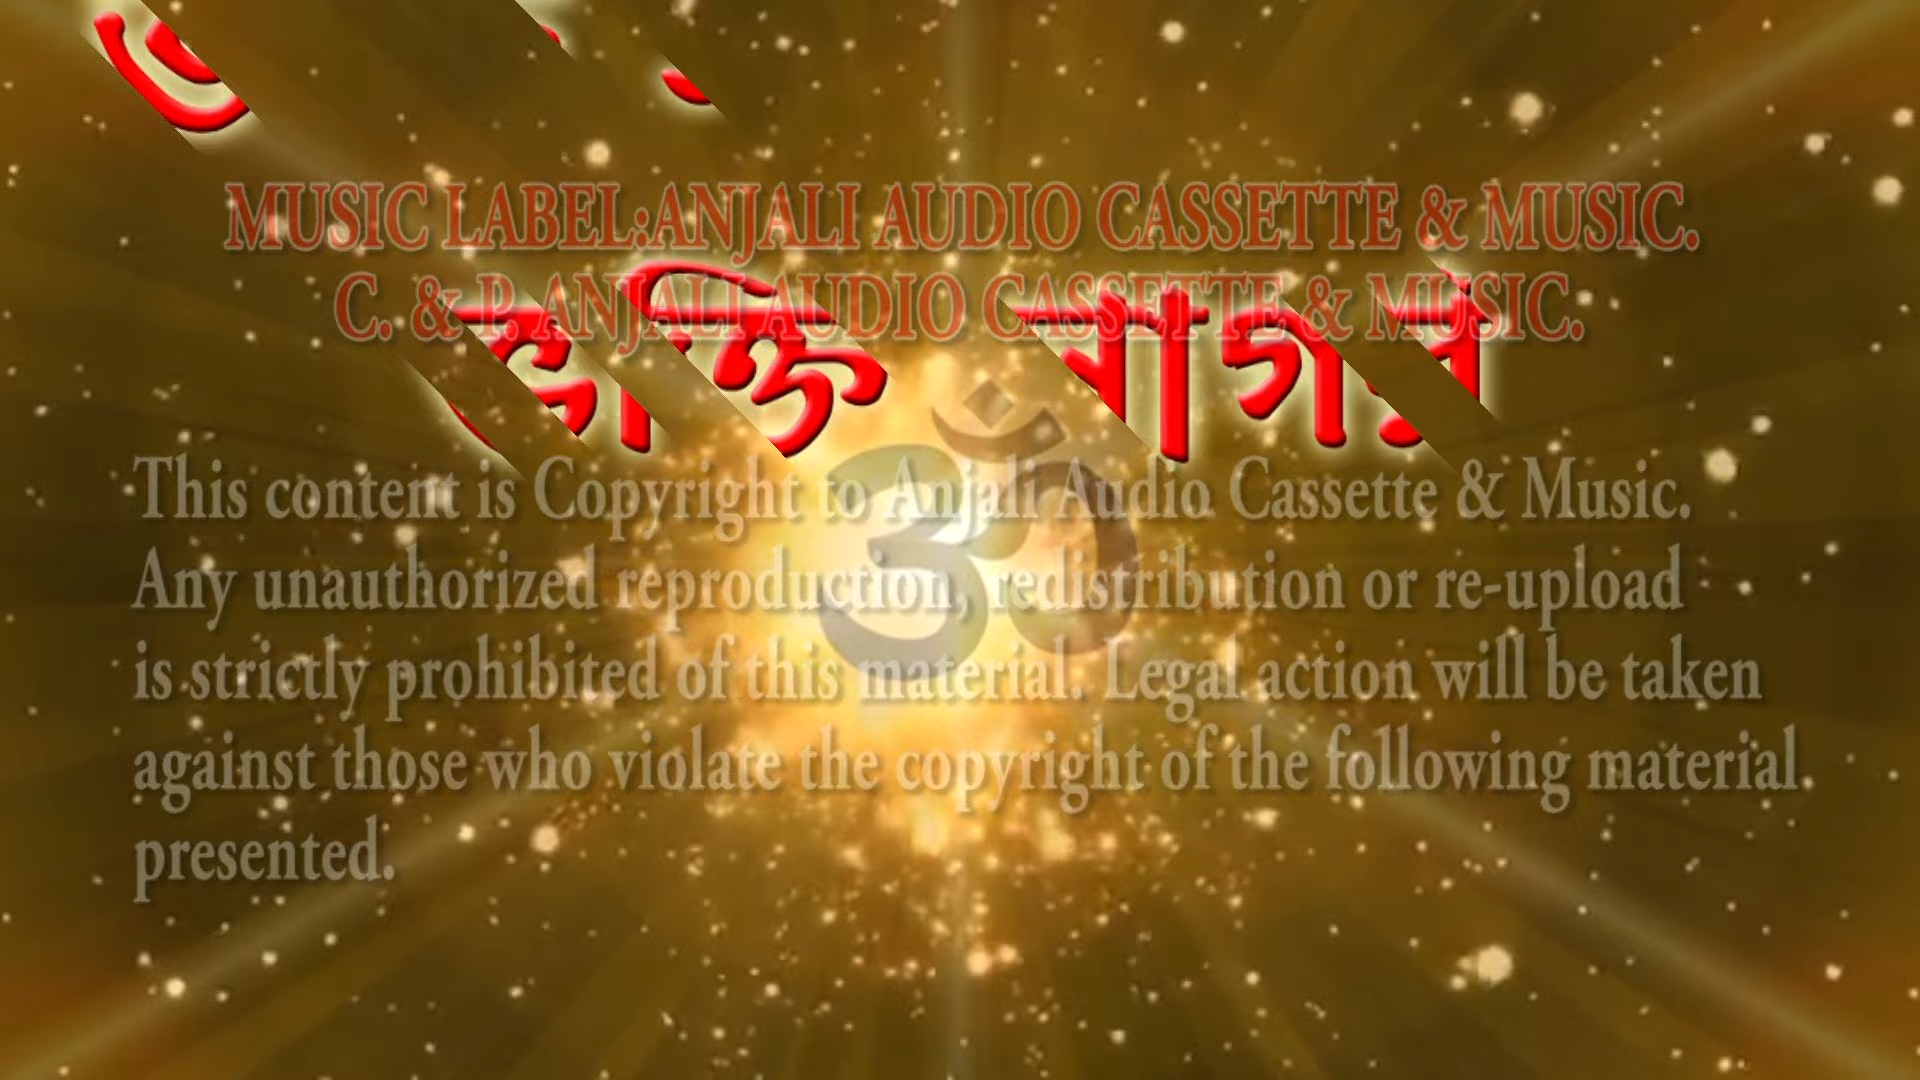 MUSIC LABEL:ANJALI AUDIO CASSETTE & MUSIC.
C. & P. ANJALI AUDIO CASSETTE & MUSIC.
ভক্তি সাগর
This content is Copyright to Anjali Audio Cassette & Music.
Any unauthorized reproduction, redistribution or re-upload
is strictly prohibited of this material. Legal action will be taken
against those who violate the copyright of the following material
presented.